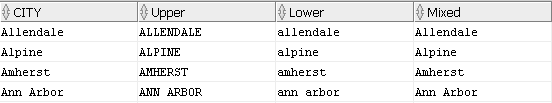 CITY Upper Lower Mixed
Allendale ALLENDALE allendale Allendale
Alpine ALPINE alpine Alpine
Amherst AMHERST amherst Amherst
Ann Arbor ANN ARBOR ann arbor Ann Arbor